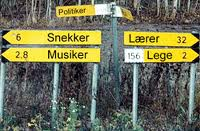 Politiker
6 Snekker
Lærer 32
2.8 Musiker
156 Lege 2